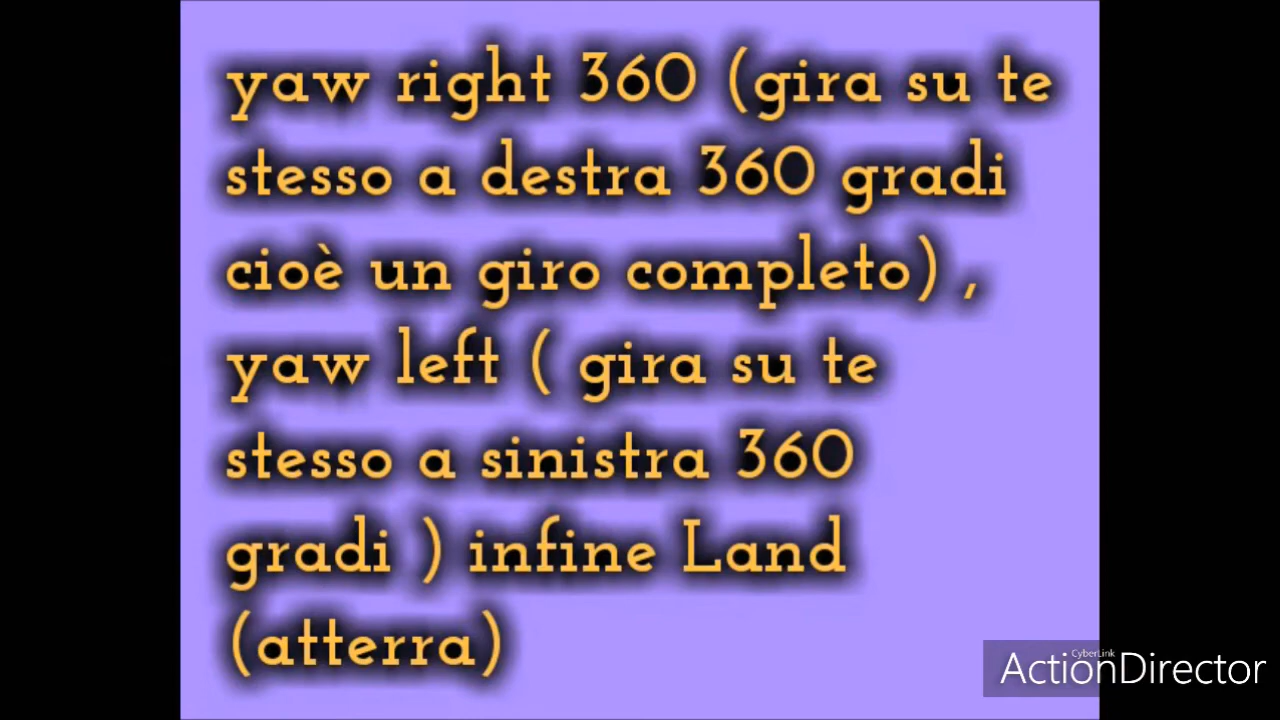 yaw right 360 (gira su te
stesso a destra 360 gradi
cioè un giro completo) ,
yaw left ( gira su te
stesso a sinistra 360
gradi ) infine Land
(atterra)
CyberLink
ActionDirector